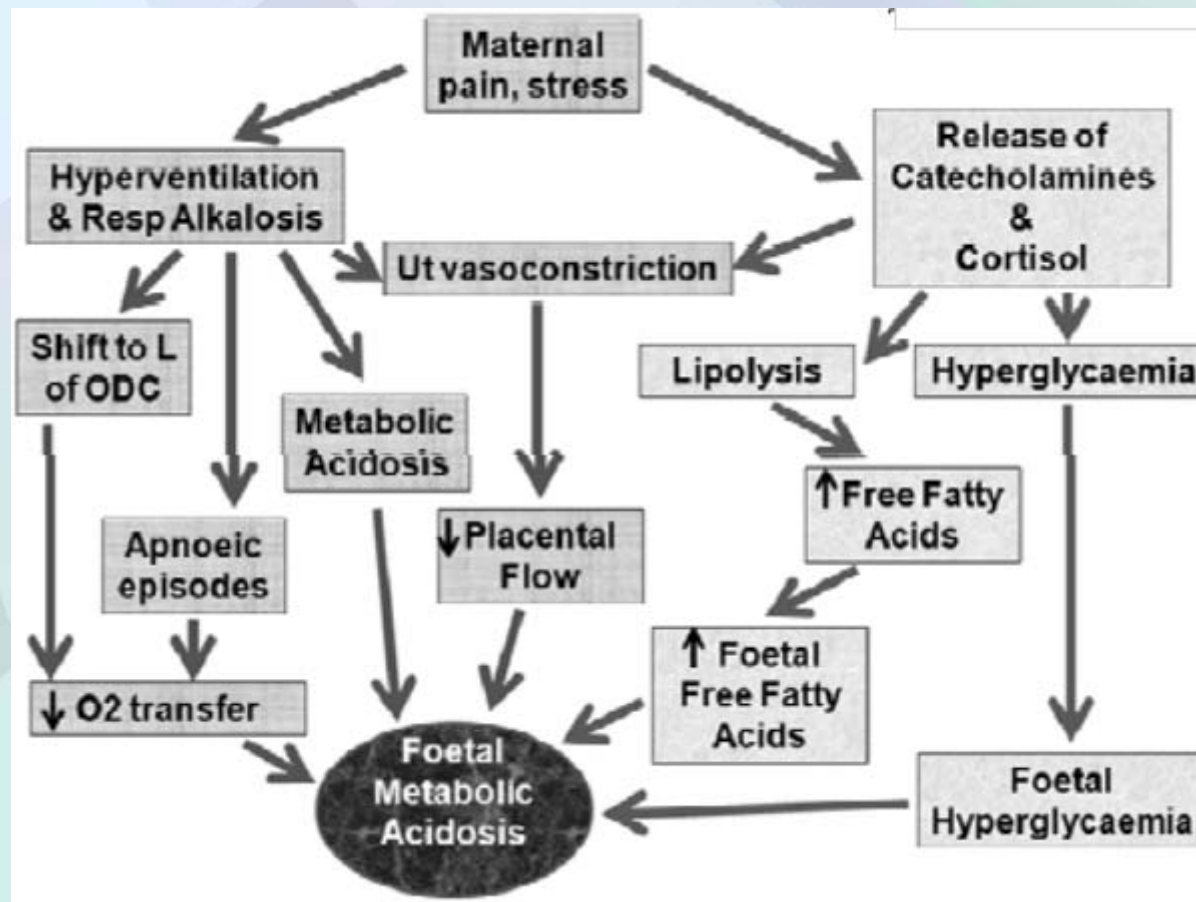 Maternal
pain, stress
Hyperventilation
& Resp Alkalosis
Release of
Catecholamines
&
Cortisol
Ut vasoconstriction
Shift to L
of ODC
Lipolysis
Hyperglycaemia
Metabolic
Acidosis
↑Free Fatty
Acids
Apnoeic
episodes
↓Placental
Flow
↑ Foetal
Free Fatty
Acids
↓ O2 transfer
Foetal
Metabolic
Acidosis
Foetal
Hyperglycaemia